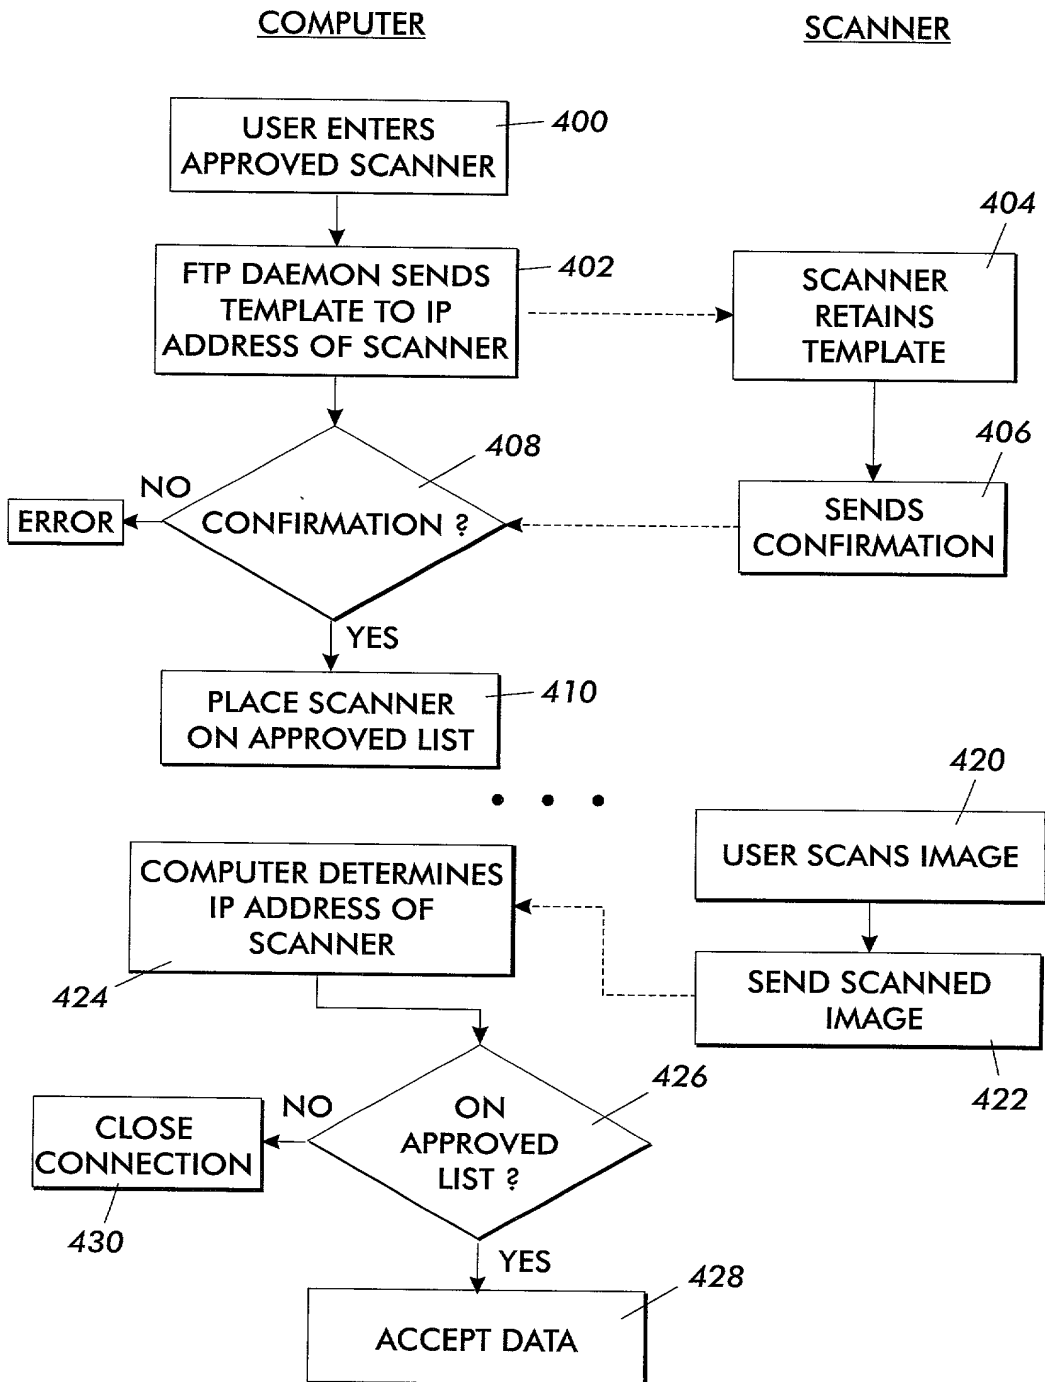 COMPUTER
SCANNER
USER ENTERS
APPROVED SCANNER
400
FTP DAEMON SENDS
TEMPLATE TO IP
ADDRESS OF SCANNER
402
404
SCANNER
RETAINS
TEMPLATE
408
NO
ERROR
CONFIRMATION ?
406
SENDS
CONFIRMATION
YES
PLACE SCANNER
ON APPROVED LIST
410
420
USER SCANS IMAGE
COMPUTER DETERMINES
IP ADDRESS OF
SCANNER
424
SEND SCANNED
IMAGE
422
426
NO
ON
APPROVED
LIST ?
CLOSE
CONNECTION
430
YES
428
ACCEPT DATA